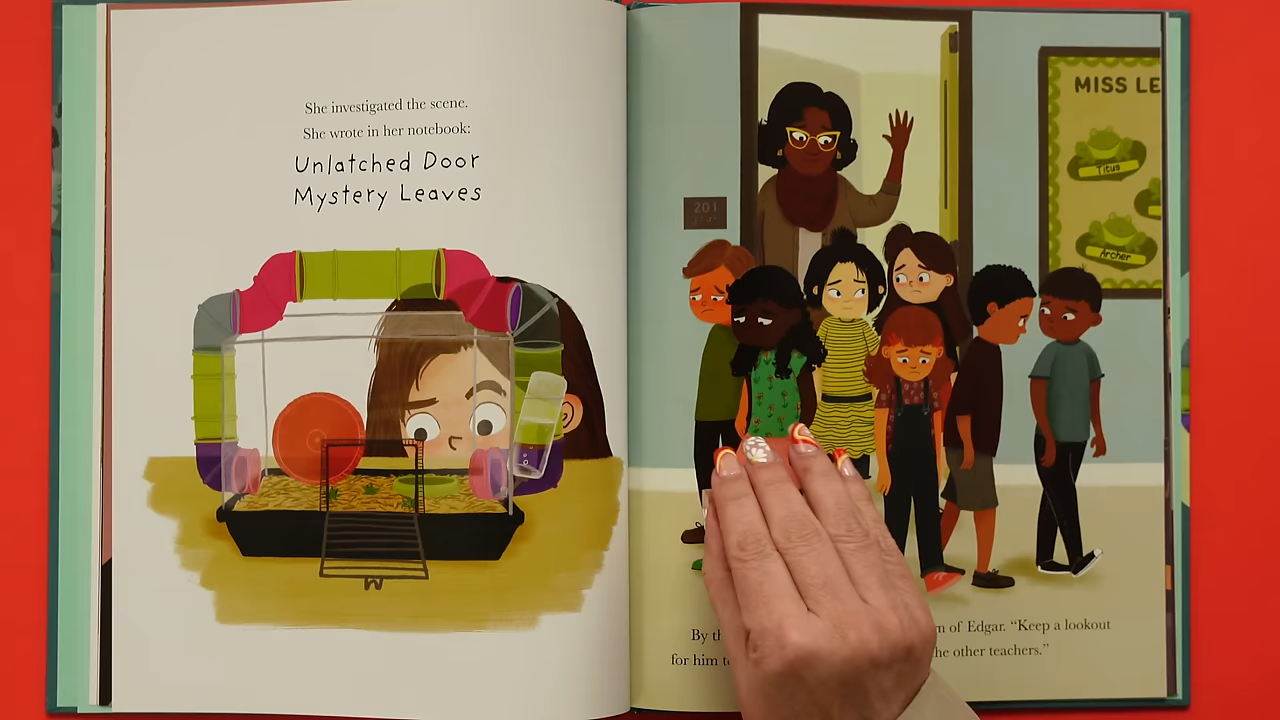 She investigated the scene.
She wrote in her notebook:
Unlatched Door
Mystery Leaves
201
MISS LE
Titus
Archer
By th
n of Edgar. “Keep a lookout
for him t
he other teachers.”